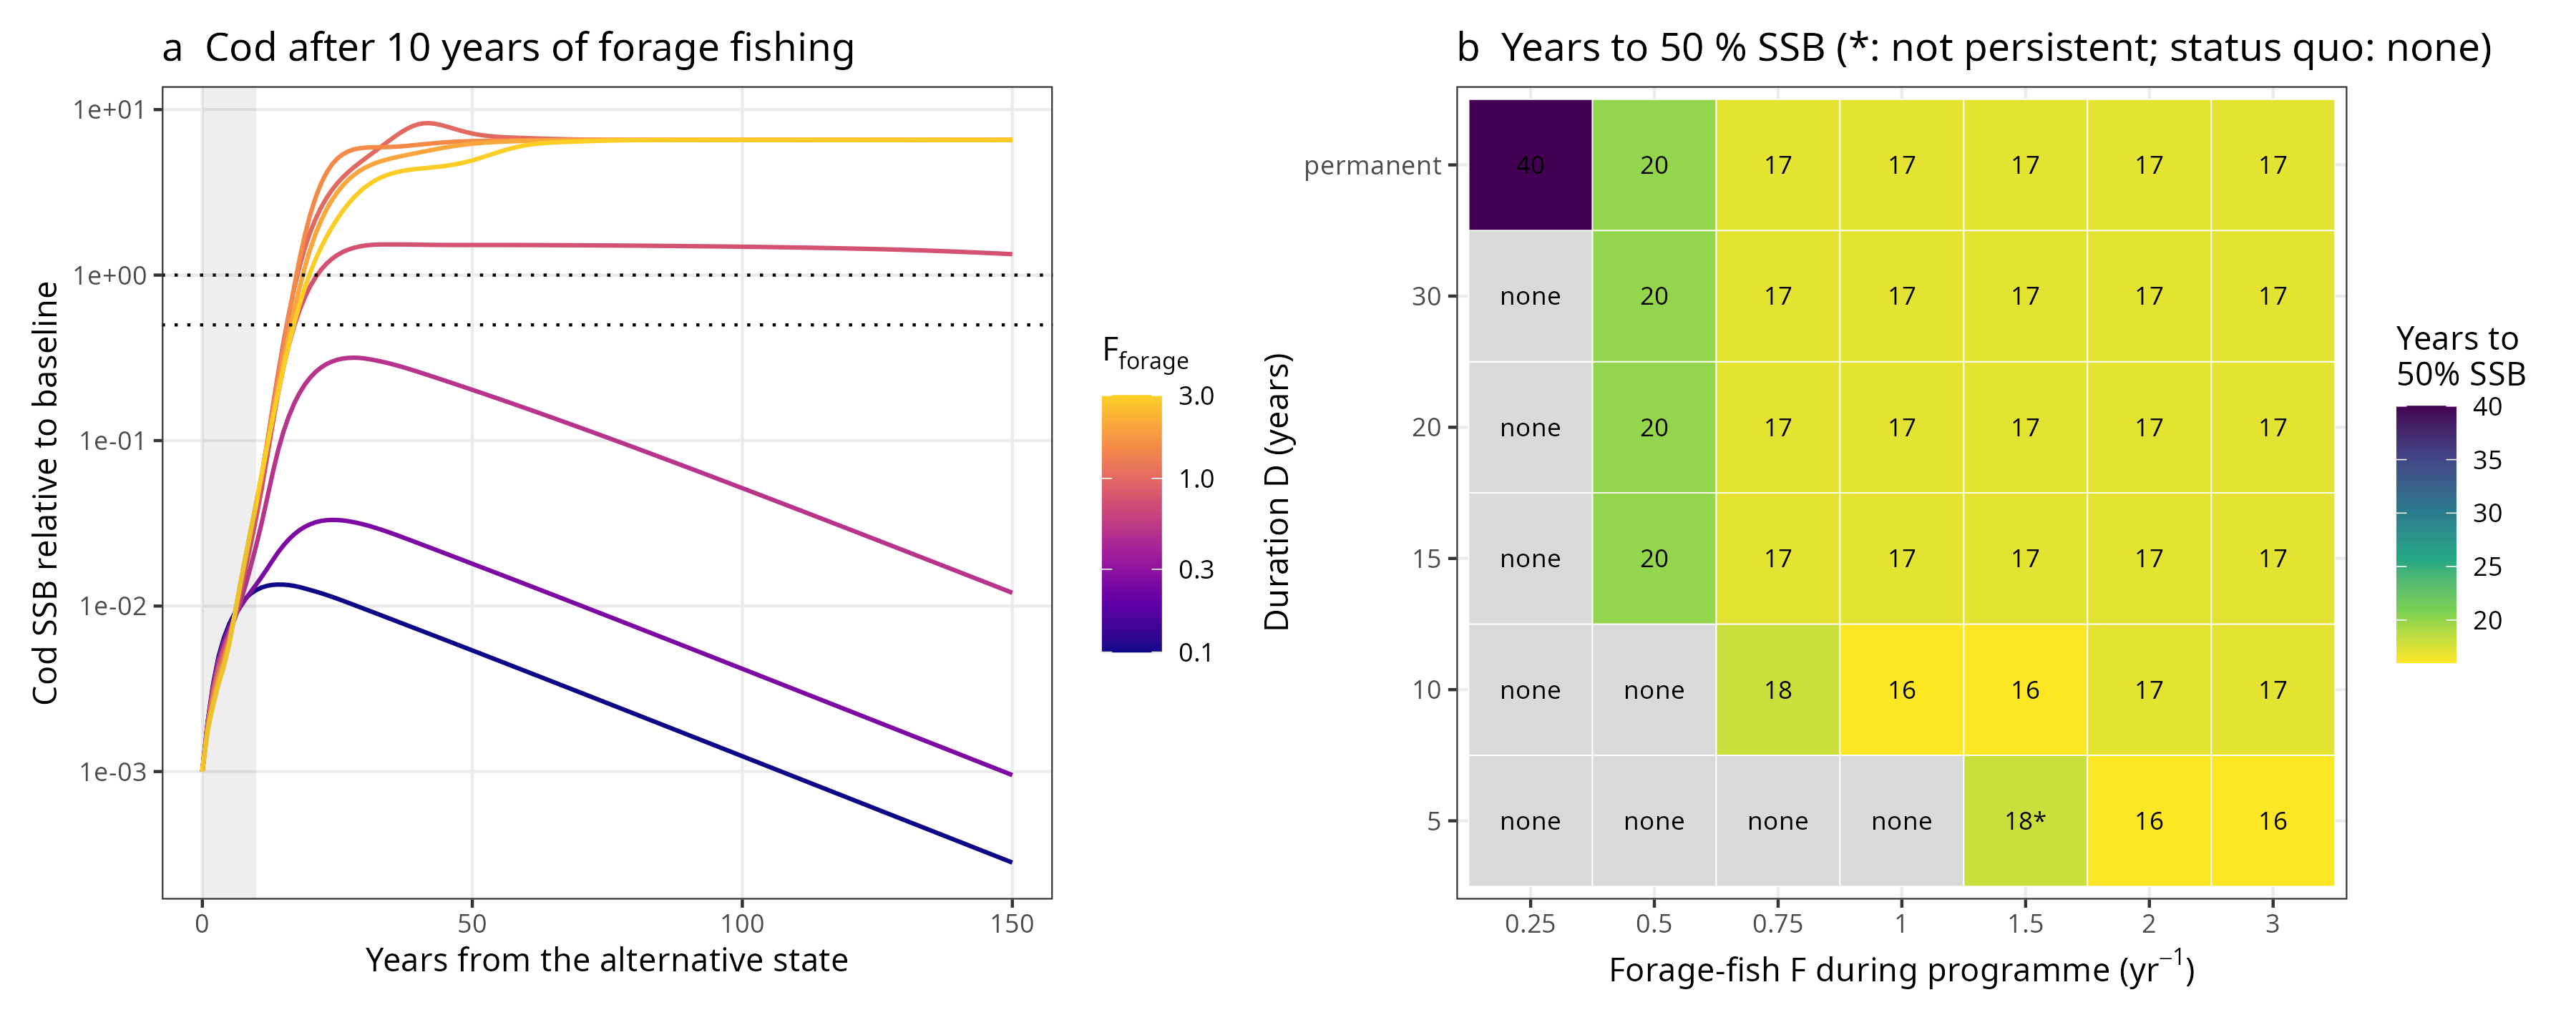 a Cod after 10 years of forage fishing
Cod SSB relative to baseline
1e+01
1e+00
1e-01
1e-02
1e-03
0 50 100 150
Years from the alternative state
F_forage
3.0
1.0
0.3
0.1
b Years to 50 % SSB (*: not persistent; status quo: none)
Duration D (years)
permanent 40 20 17 17 17 17 17
30 none 20 17 17 17 17 17
20 none 20 17 17 17 17 17
15 none 20 17 17 17 17 17
10 none none 18 16 16 17 17
5 none none none none 18* 16 16
0.25 0.5 0.75 1 1.5 2 3
Forage-fish F during programme (yr⁻¹)
Years to
50% SSB
40
35
30
25
20